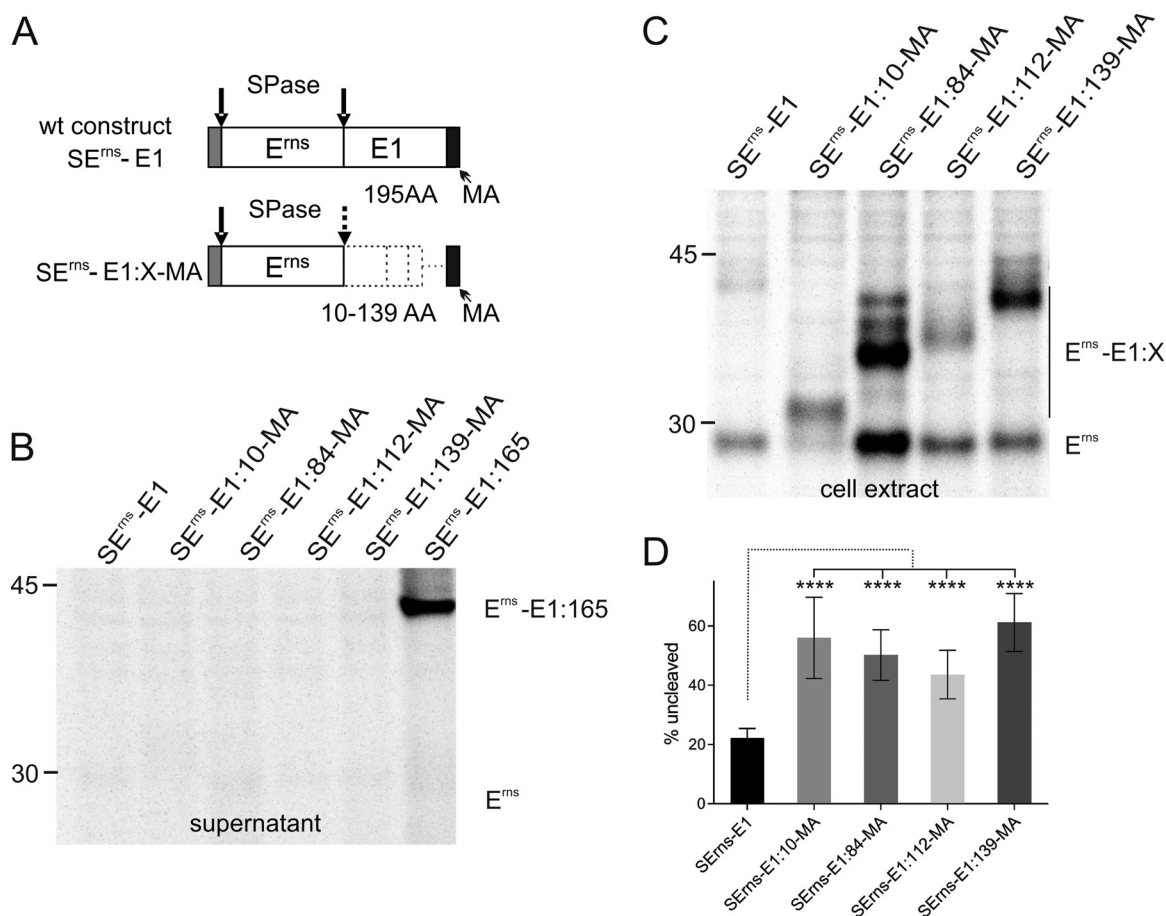 A
SPase
wt construct
SEʳⁿˢ- E1
Eʳⁿˢ
E1
195AA
MA
SPase
SEʳⁿˢ- E1:X-MA
Eʳⁿˢ
10-139 AA
MA
B
SEʳⁿˢ-E1
SEʳⁿˢ-E1:10-MA
SEʳⁿˢ-E1:84-MA
SEʳⁿˢ-E1:112-MA
SEʳⁿˢ-E1:139-MA
SEʳⁿˢ-E1:165
45
30
Eʳⁿˢ-E1:165
Eʳⁿˢ
supernatant
C
SEʳⁿˢ-E1
SEʳⁿˢ-E1:10-MA
SEʳⁿˢ-E1:84-MA
SEʳⁿˢ-E1:112-MA
SEʳⁿˢ-E1:139-MA
45
30
Eʳⁿˢ-E1:X
Eʳⁿˢ
cell extract
D
**** **** **** ****
% uncleaved
60
40
20
0
SErns-E1
SErns-E1:10-MA
SErns-E1:84-MA
SErns-E1:112-MA
SErns-E1:139-MA